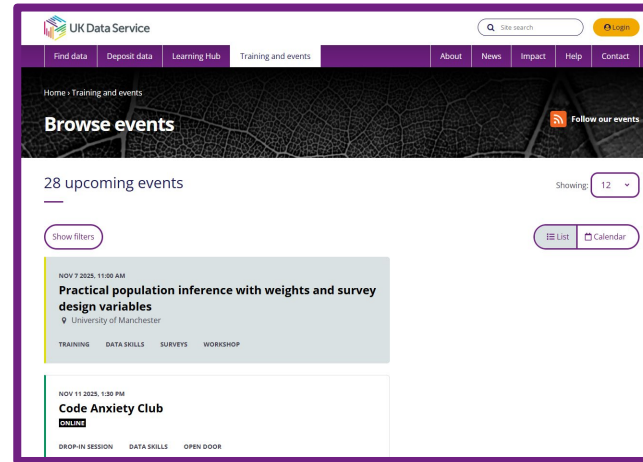 UK Data Service
Site search
Login
Find data Deposit data Learning Hub Training and events About News Impact Help Contact
Home › Training and events
Browse events
Follow our events
28 upcoming events
Showing: 12
Show filters
List Calendar
NOV 7 2025, 11:00 AM
Practical population inference with weights and survey
design variables
University of Manchester
TRAINING DATA SKILLS SURVEYS WORKSHOP
NOV 11 2025, 1:30 PM
Code Anxiety Club
ONLINE
DROP-IN SESSION DATA SKILLS OPEN DOOR